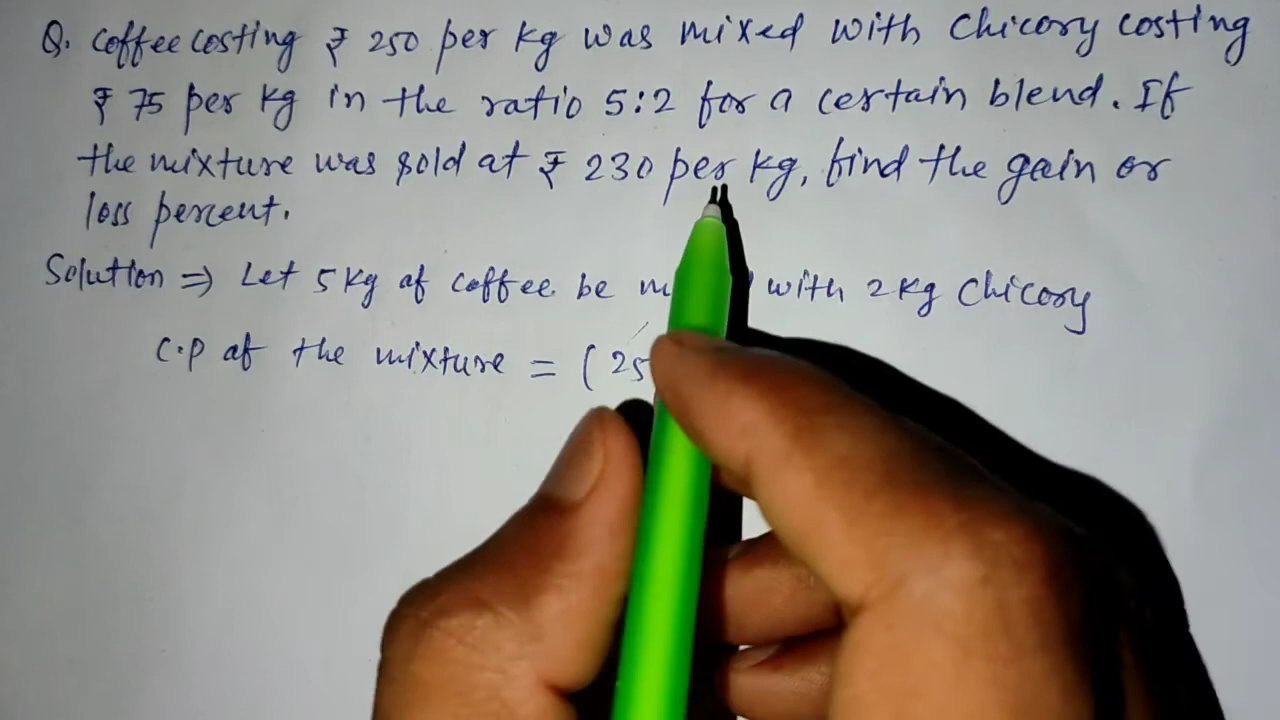 Q. Coffee costing ₹ 250 per kg was mixed with Chicory costing
₹ 75 per kg in the ratio 5:2 for a certain blend. If
the mixture was sold at ₹ 230 per kg, find the gain or
loss percent.
Solution ⇒ Let 5 kg of coffee be with 2 kg Chicory
C.P of the mixture = ( 25